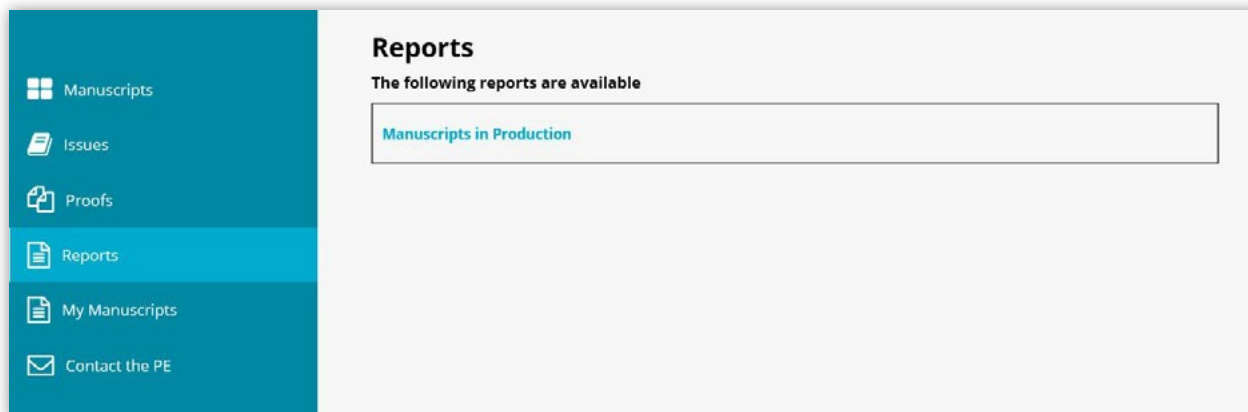 Manuscripts
Issues
Proofs
Reports
My Manuscripts
Contact the PE
Reports
The following reports are available
Manuscripts in Production